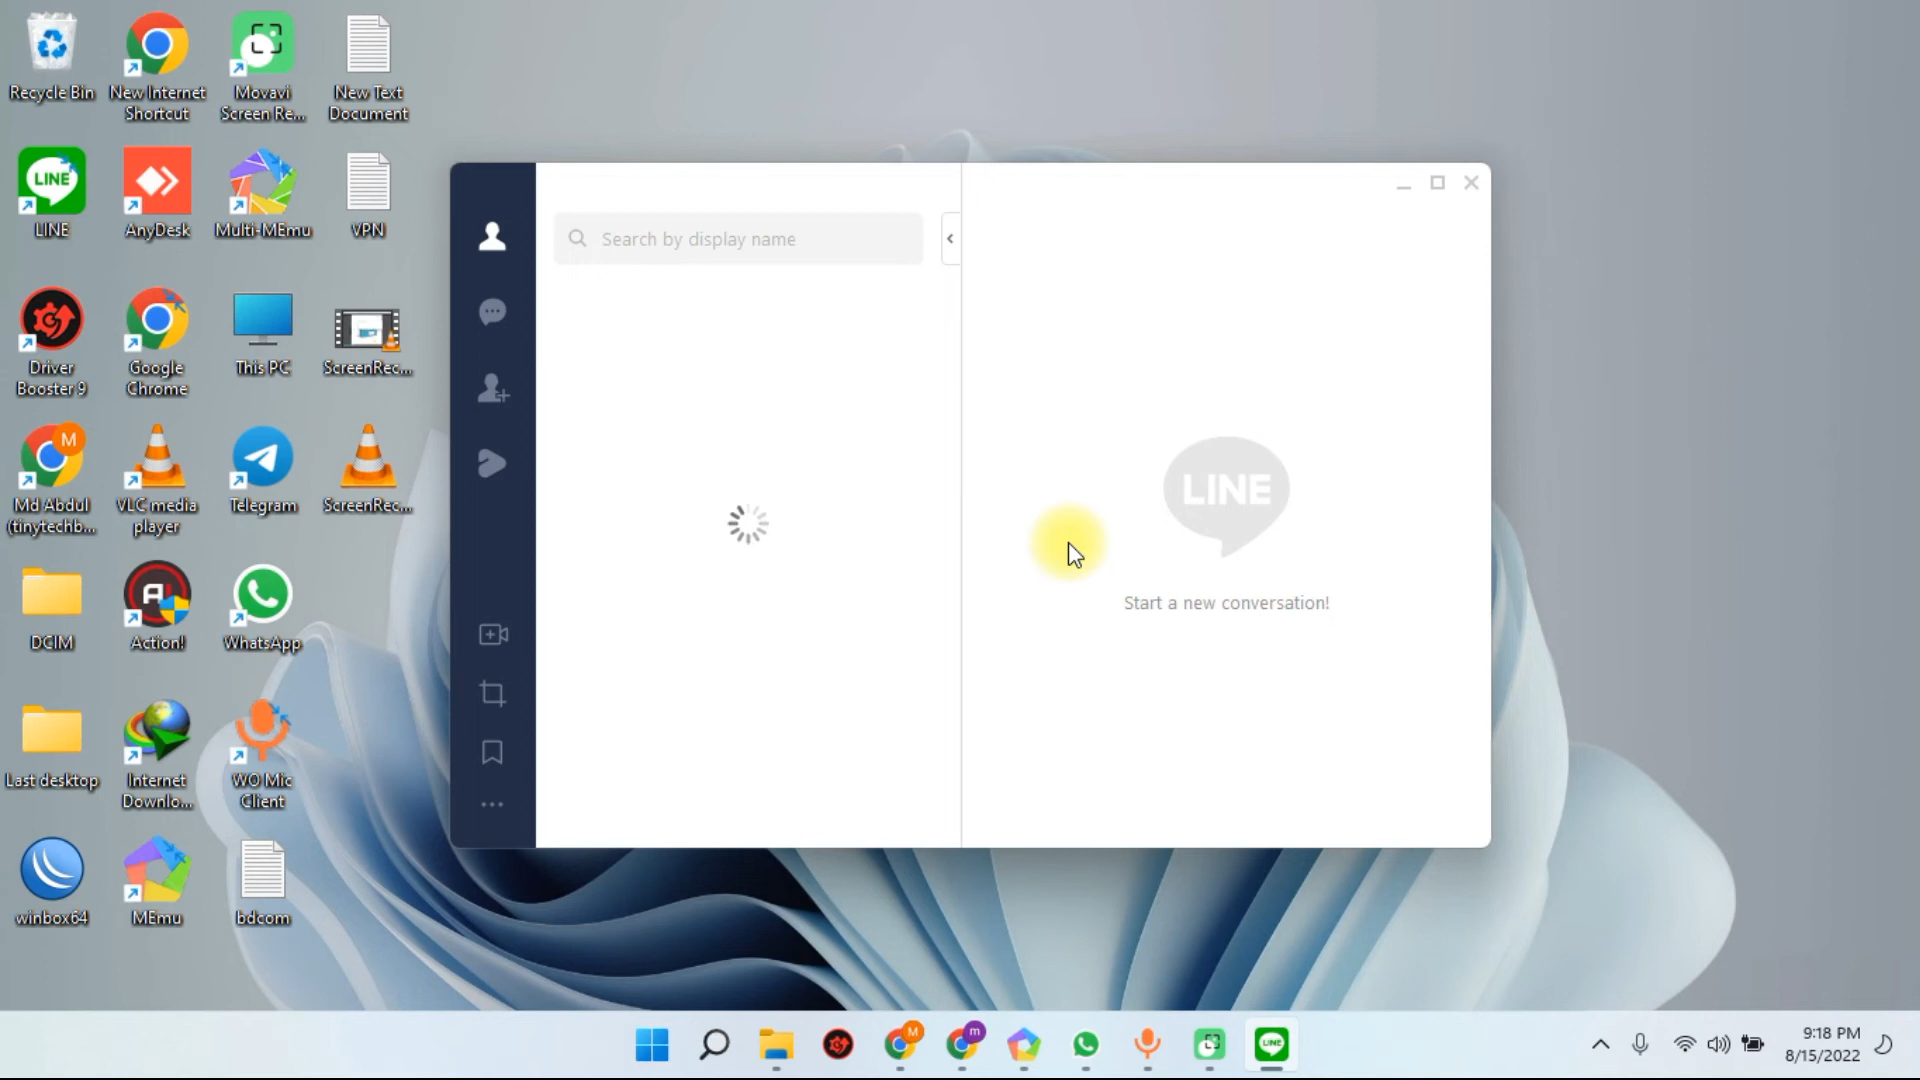 Recycle Bin
New Internet
Shortcut
Movavi
Screen Re...
New Text
Document
LINE
LINE
AnyDesk
Multi-MEmu
VPN
Driver
Booster 9
Google
Chrome
This PC
ScreenRec...
M
Md Abdul
(tinytechb...
VLC media
player
Telegram
ScreenRec...
DCIM
Action!
WhatsApp
Last desktop
Internet
Downlo...
WO Mic
Client
winbox64
MEmu
bdcom
Search by display name
LINE
Start a new conversation!
M
m
LINE
9:18 PM
8/15/2022